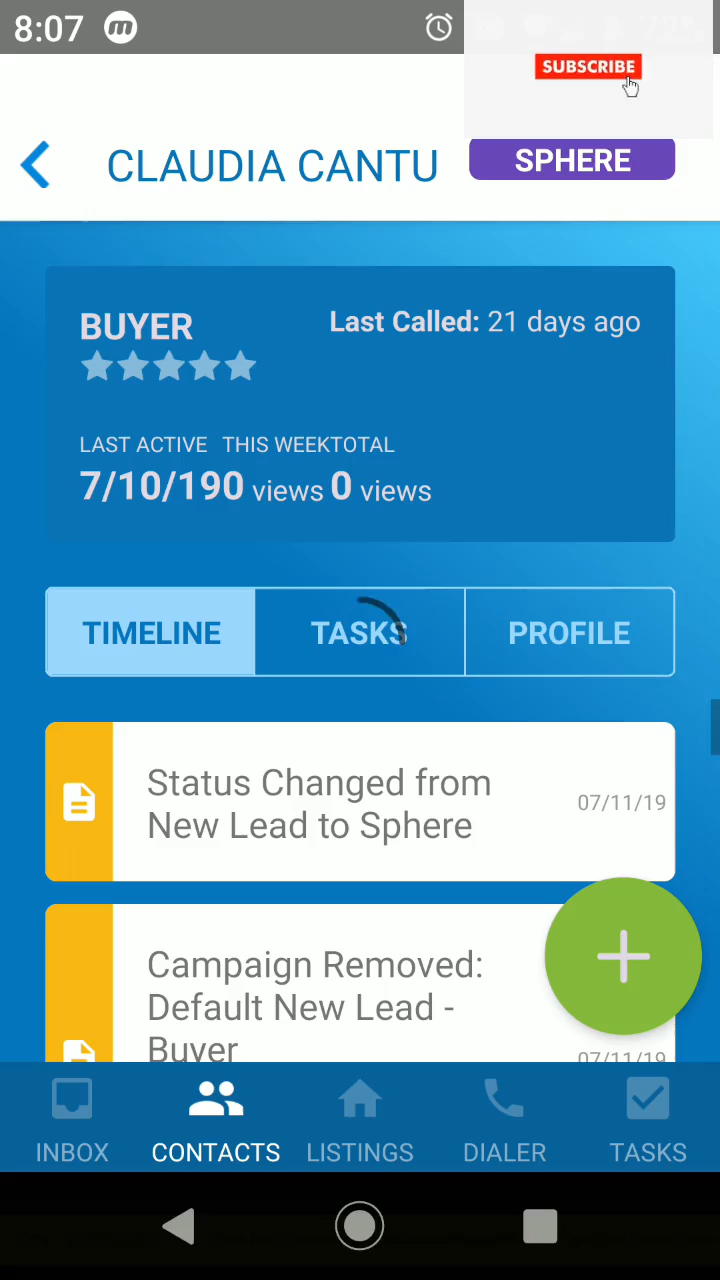 8:07
SUBSCRIBE
CLAUDIA CANTU
SPHERE
BUYER
Last Called: 21 days ago
LAST ACTIVE THIS WEEKTOTAL
7/10/190 views 0 views
TIMELINE
TASKS
PROFILE
Status Changed from
New Lead to Sphere
07/11/19
Campaign Removed:
Default New Lead -
Buyer
07/11/19
INBOX
CONTACTS
LISTINGS
DIALER
TASKS